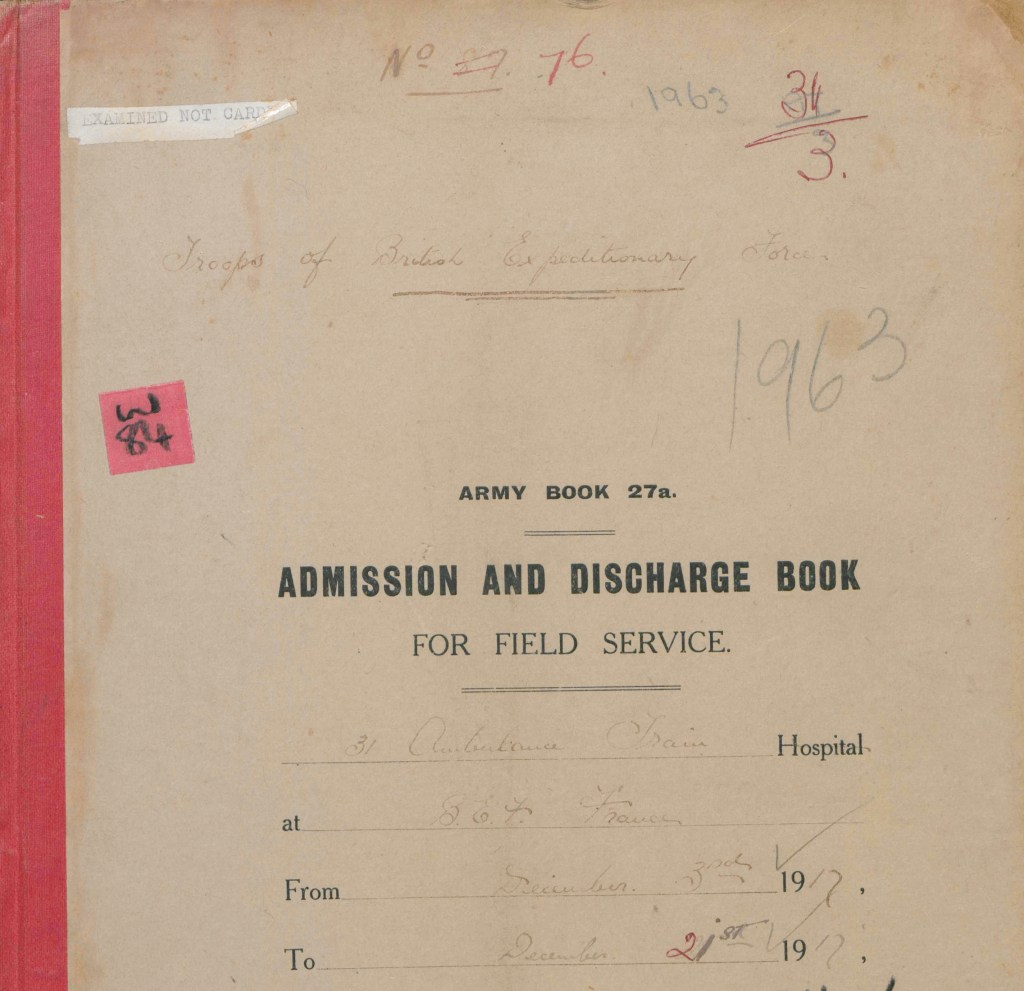 No 27. 76.
1963
31
3.
EXAMINED NOT CARD
Troops of British Expeditionary Force
1963
ARMY BOOK 27a.
ADMISSION AND DISCHARGE BOOK
FOR FIELD SERVICE.
31 Ambulance Train Hospital
at B.E.F. France
From December 3rd 1917,
To December 21st 1917,